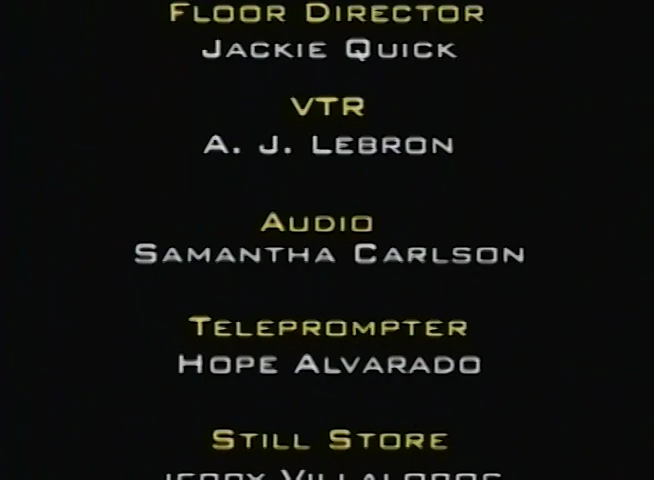 FLOOR DIRECTOR
JACKIE QUICK
VTR
A. J. LEBRON
AUDIO
SAMANTHA CARLSON
TELEPROMPTER
HOPE ALVARADO
STILL STORE